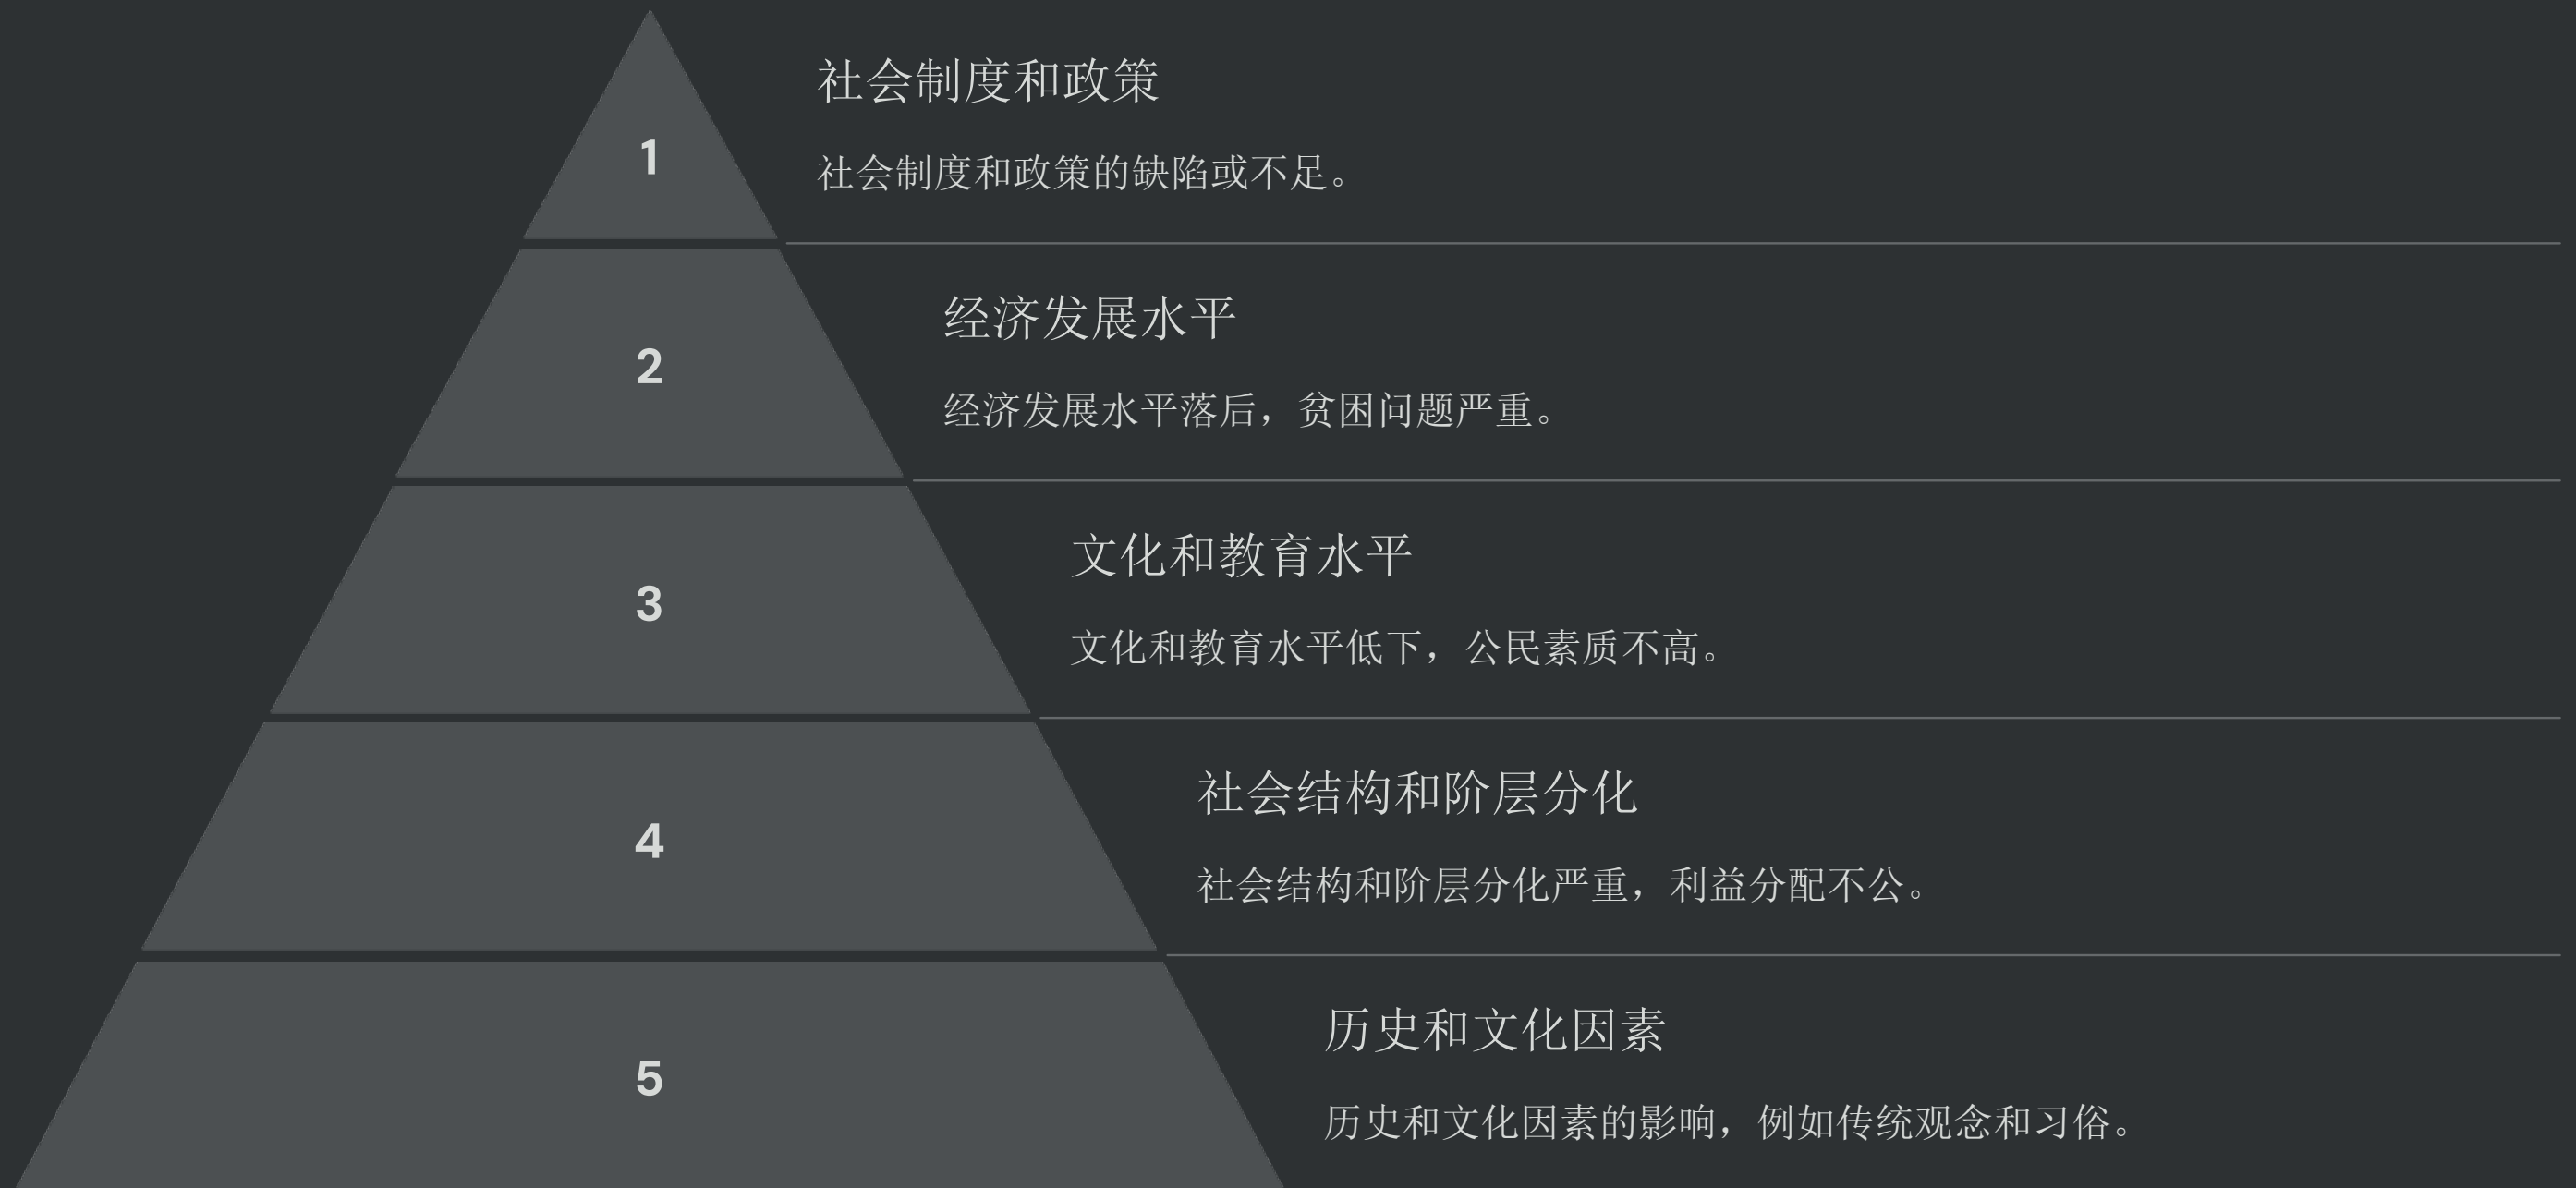 1
社会制度和政策
社会制度和政策的缺陷或不足。
2
经济发展水平
经济发展水平落后，贫困问题严重。
3
文化和教育水平
文化和教育水平低下，公民素质不高。
4
社会结构和阶层分化
社会结构和阶层分化严重，利益分配不公。
5
历史和文化因素
历史和文化因素的影响，例如传统观念和习俗。